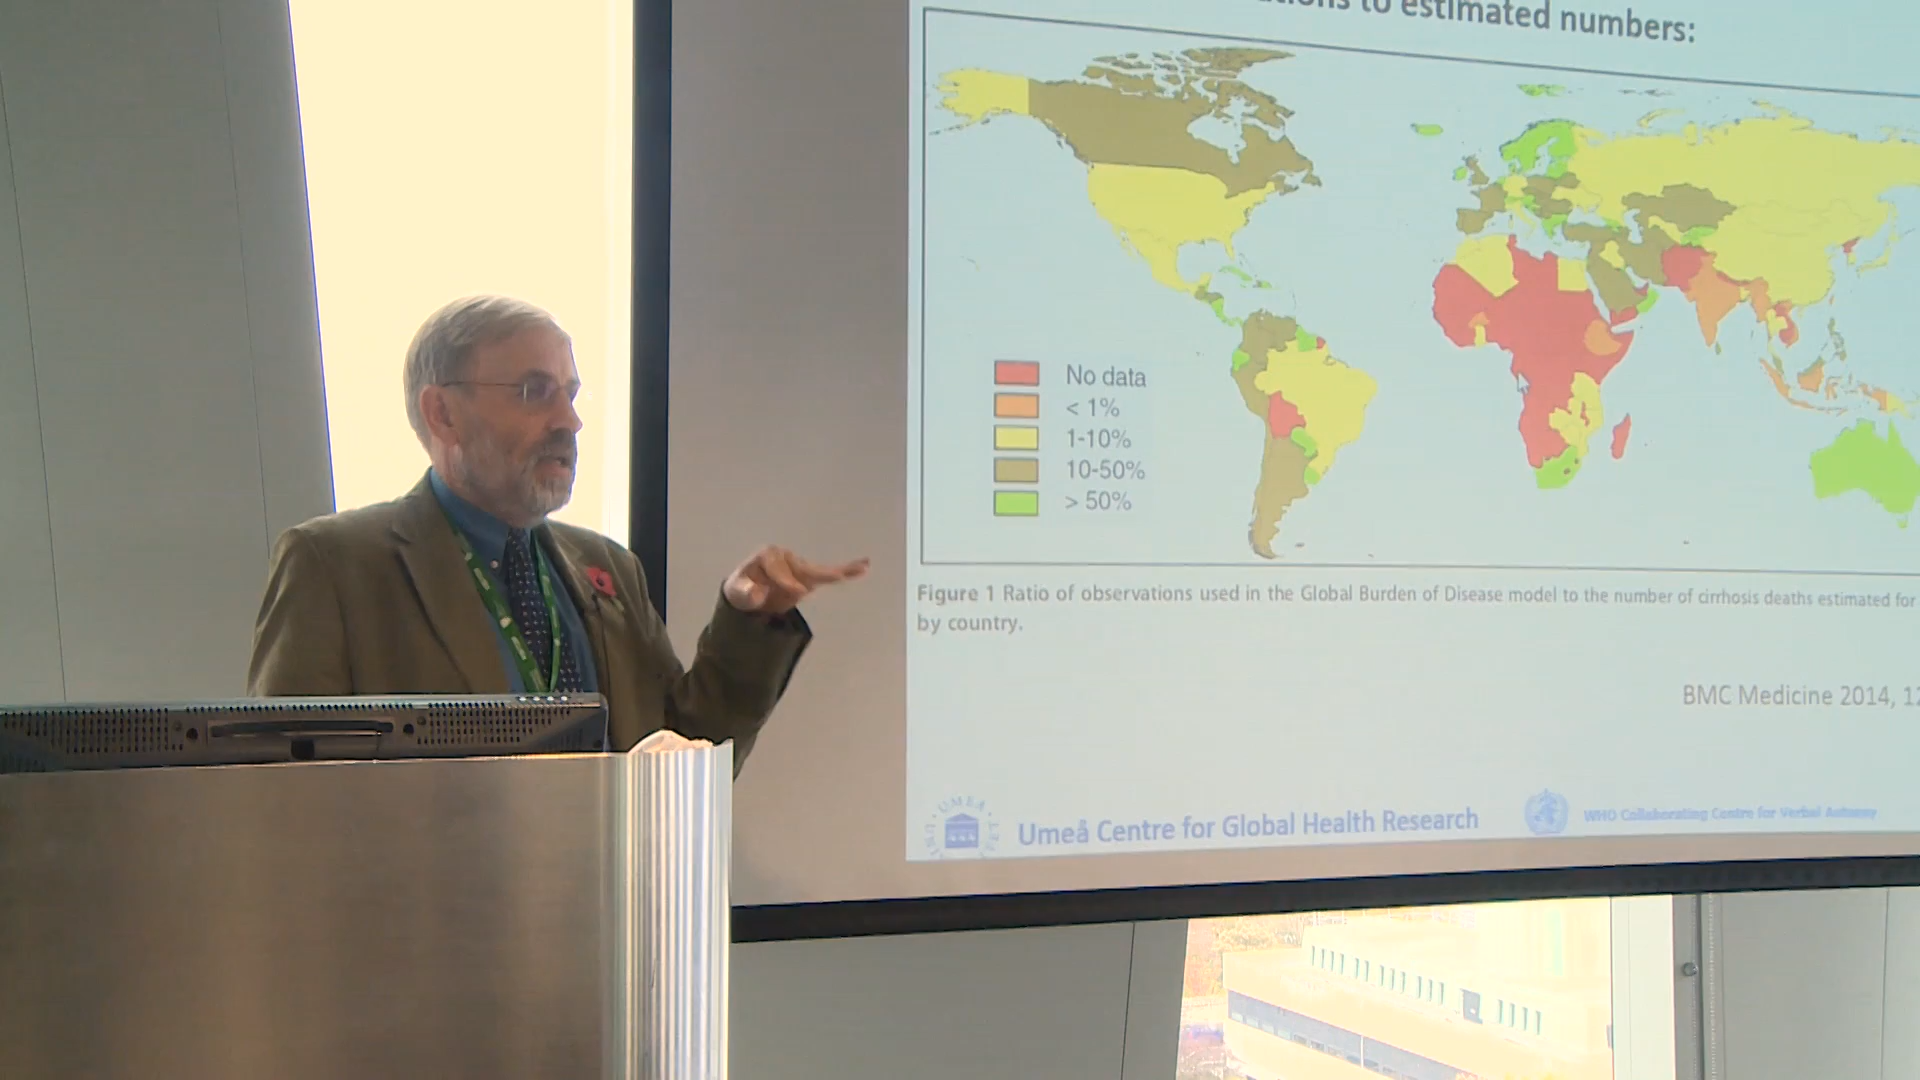 to estimated numbers:
No data
< 1%
1-10%
10-50%
> 50%
Figure 1 Ratio of observations used in the Global Burden of Disease model to the number of cirrhosis deaths estimated for
by country.
BMC Medicine 2014, 12
UMEÅ
Umeå Centre for Global Health Research
WHO Collaborating Centre for Verbal Autopsy